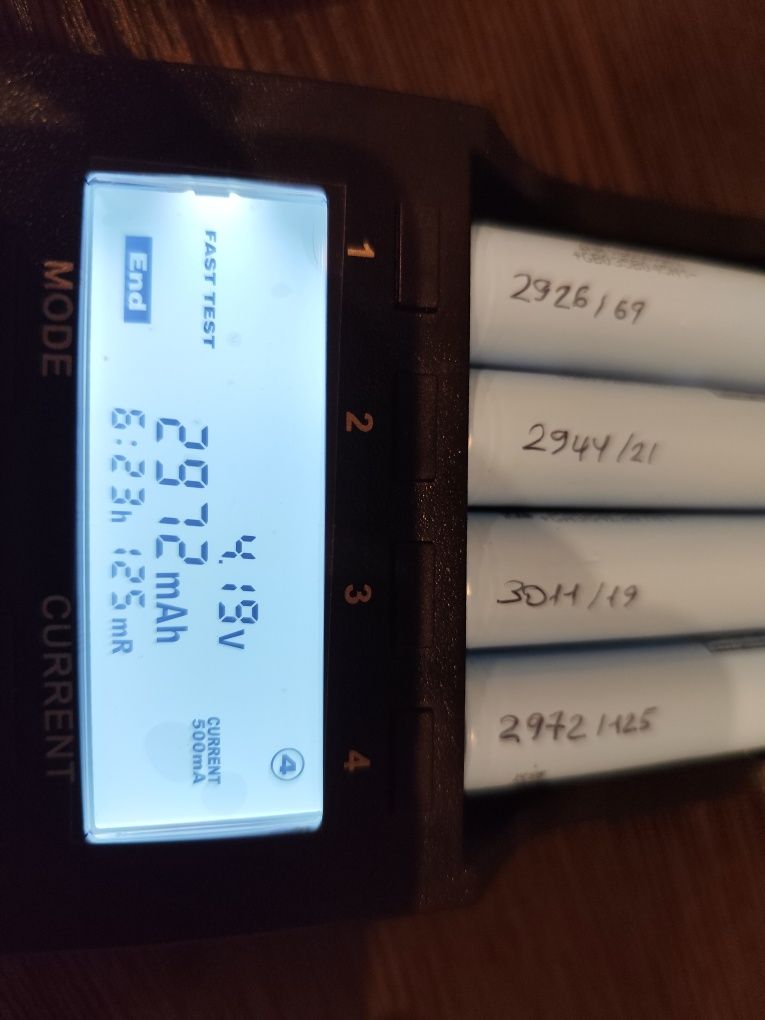 1
2
3
4
4
FAST TEST
4.19V
CURRENT
500mA
2972mAh
End
6:23h 125mR
MODE
CURRENT
2926/69
2944/21
3011/19
2972/125